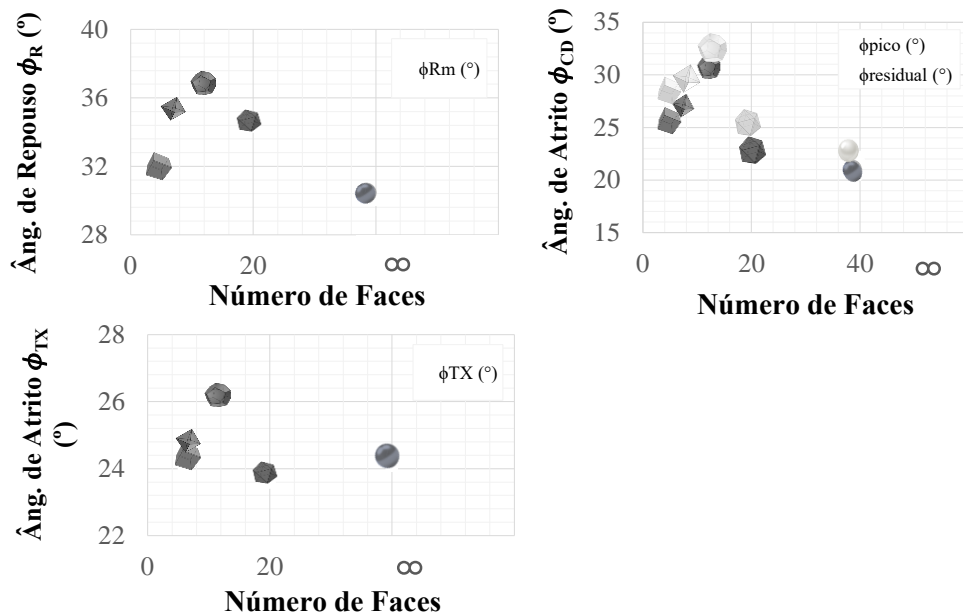 40
36
32
28
0
20
∞
Âng. de Repouso ϕR (º)
Número de Faces
ϕRm (°)
35
30
25
20
15
0
20
40
∞
Âng. de Atrito ϕCD (º)
Número de Faces
ϕpico (°)
ϕresidual (°)
28
26
24
22
0
20
∞
Âng. de Atrito ϕTX
(º)
Número de Faces
ϕTX (°)